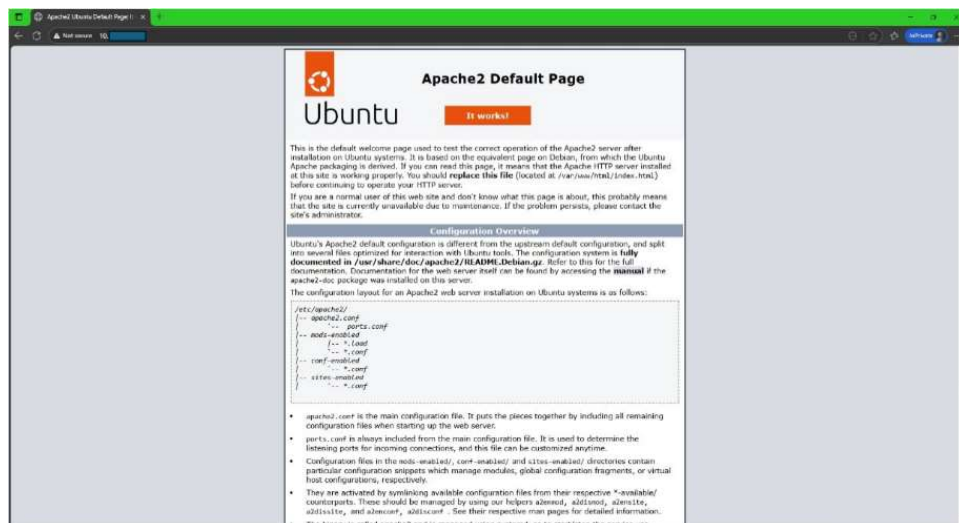 Apache2 Ubuntu Default Page: I
Not secure 10.
InPrivate
Apache2 Default Page
Ubuntu
It works!
This is the default welcome page used to test the correct operation of the Apache2 server after
installation on Ubuntu systems. It is based on the equivalent page on Debian, from which the Ubuntu
Apache packaging is derived. If you can read this page, it means that the Apache HTTP server installed
at this site is working properly. You should replace this file (located at /var/www/html/index.html)
before continuing to operate your HTTP server.
If you are a normal user of this web site and don't know what this page is about, this probably means
that the site is currently unavailable due to maintenance. If the problem persists, please contact the
site's administrator.
Configuration Overview
Ubuntu's Apache2 default configuration is different from the upstream default configuration, and split
into several files optimized for interaction with Ubuntu tools. The configuration system is fully
documented in /usr/share/doc/apache2/README.Debian.gz. Refer to this for the full
documentation. Documentation for the web server itself can be found by accessing the manual if the
apache2-doc package was installed on this server.
The configuration layout for an Apache2 web server installation on Ubuntu systems is as follows:
/etc/apache2/
|-- apache2.conf
|       `--  ports.conf
|-- mods-enabled
|       |-- *.load
|       `-- *.conf
|-- conf-enabled
|       `-- *.conf
|-- sites-enabled
|       `-- *.conf
• apache2.conf is the main configuration file. It puts the pieces together by including all remaining
configuration files when starting up the web server.
• ports.conf is always included from the main configuration file. It is used to determine the
listening ports for incoming connections, and this file can be customized anytime.
• Configuration files in the mods-enabled/, conf-enabled/ and sites-enabled/ directories contain
particular configuration snippets which manage modules, global configuration fragments, or virtual
host configurations, respectively.
• They are activated by symlinking available configuration files from their respective *-available/
counterparts. These should be managed by using our helpers a2enmod, a2dismod, a2ensite,
a2dissite, and a2enconf, a2disconf . See their respective man pages for detailed information.